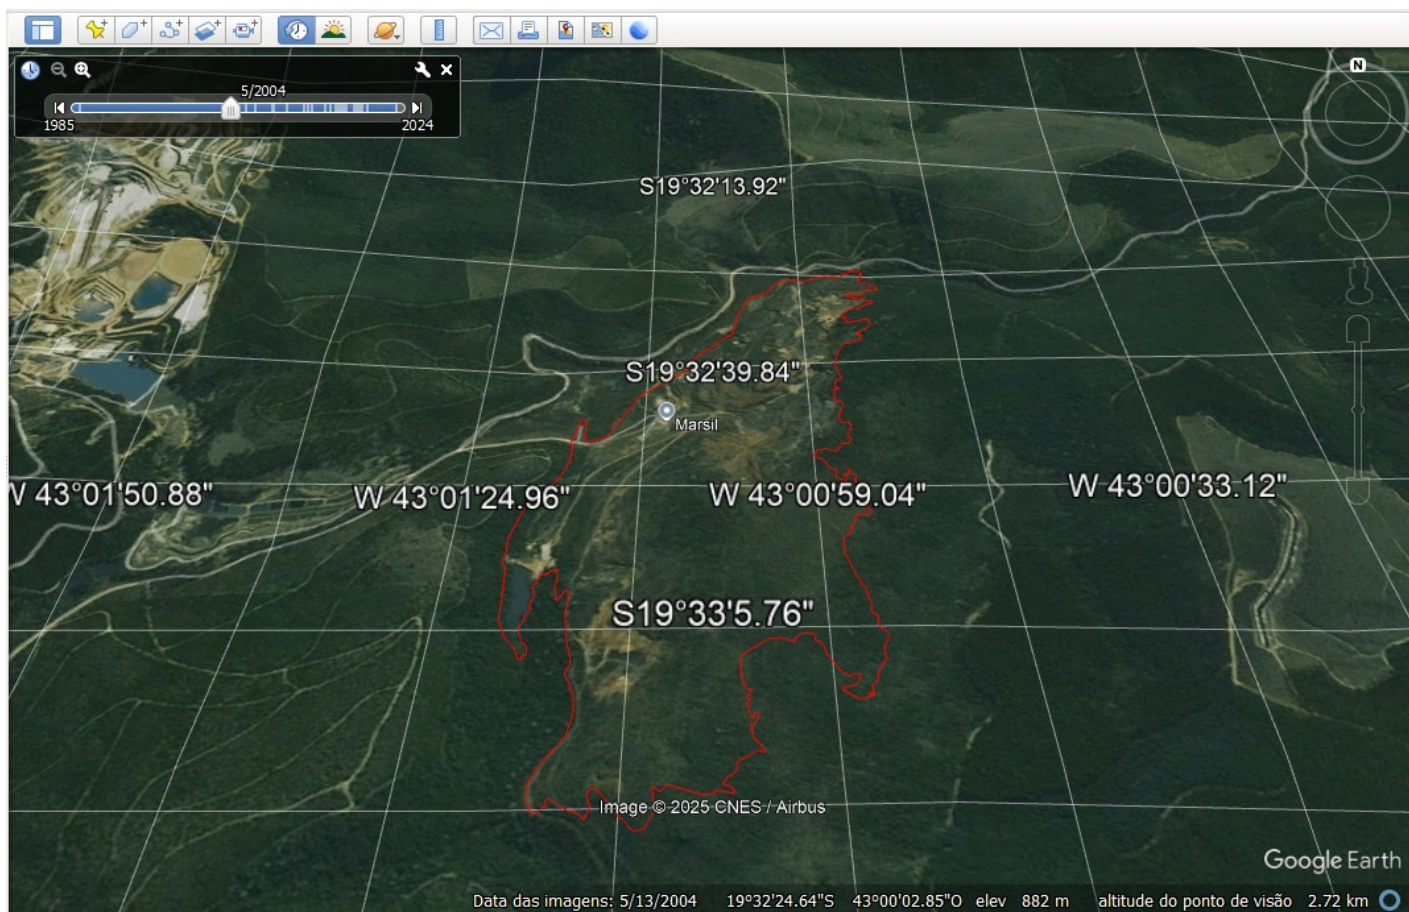 5/2004
1985
2024
N
S19°32'13.92"
S19°32'39.84"
Marsil
W 43°01'50.88"
W 43°01'24.96"
W 43°00'59.04"
W 43°00'33.12"
S19°33'5.76"
Image © 2025 CNES / Airbus
Google Earth
Data das imagens: 5/13/2004 19°32'24.64"S 43°00'02.85"O elev 882 m altitude do ponto de visão 2.72 km